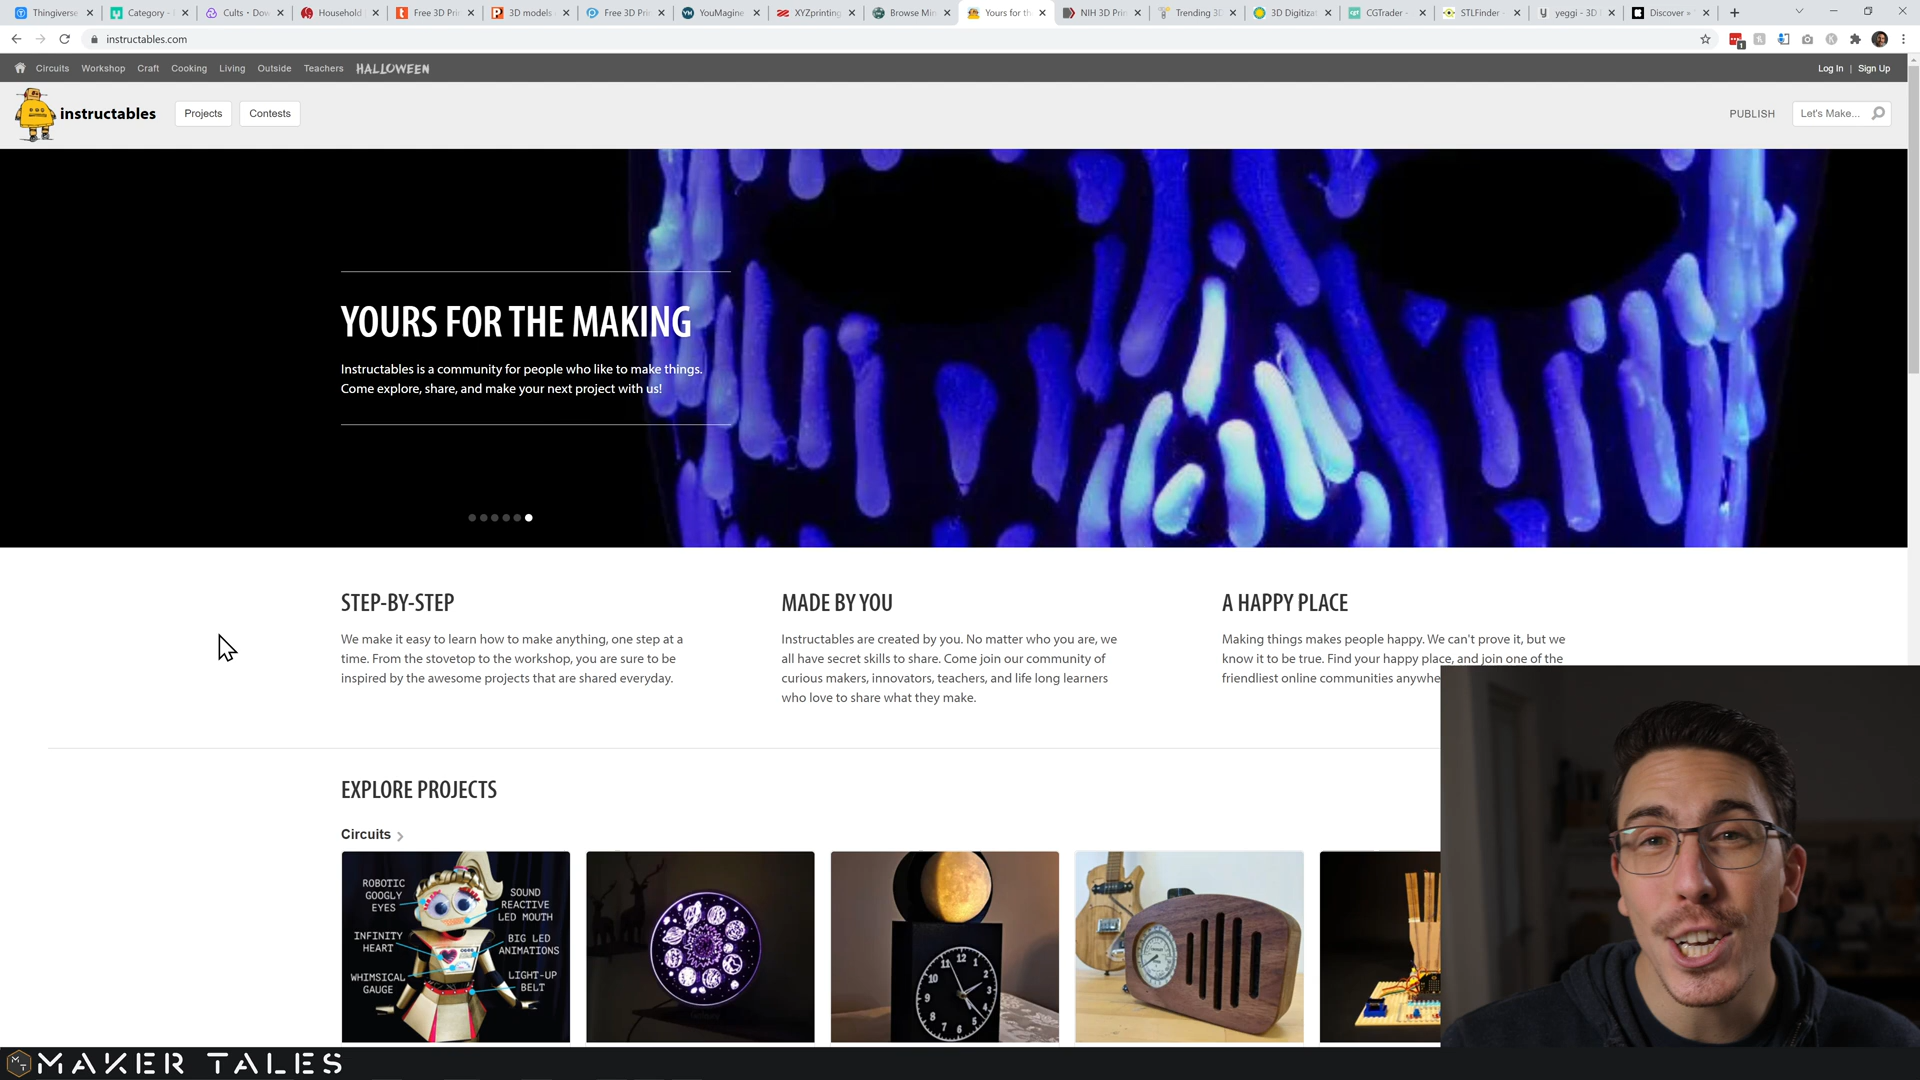 Thingiverse
Category -
Cults · Dow
Household
Free 3D Pri
3D models
Free 3D Pri
YouMagine
XYZprinting
Browse Min
Yours for th
NIH 3D Prin
Trending 3D
3D Digitizat
CGTrader -
STLFinder
yeggi - 3D
Discover »
instructables.com
Circuits Workshop Craft Cooking Living Outside Teachers HALLOWEEN
Log In | Sign Up
instructables
Projects
Contests
PUBLISH
Let's Make...
YOURS FOR THE MAKING
Instructables is a community for people who like to make things.
Come explore, share, and make your next project with us!
STEP-BY-STEP
We make it easy to learn how to make anything, one step at a
time. From the stovetop to the workshop, you are sure to be
inspired by the awesome projects that are shared everyday.
MADE BY YOU
Instructables are created by you. No matter who you are, we
all have secret skills to share. Come join our community of
curious makers, innovators, teachers, and life long learners
who love to share what they make.
A HAPPY PLACE
Making things makes people happy. We can't prove it, but we
know it to be true. Find your happy place, and join one of the
friendliest online communities anywhe
EXPLORE PROJECTS
Circuits
ROBOTIC
GOOGLY
EYES
SOUND
REACTIVE
LED MOUTH
INFINITY
HEART
BIG LED
ANIMATIONS
WHIMSICAL
GAUGE
LIGHT-UP
BELT
MAKER TALES